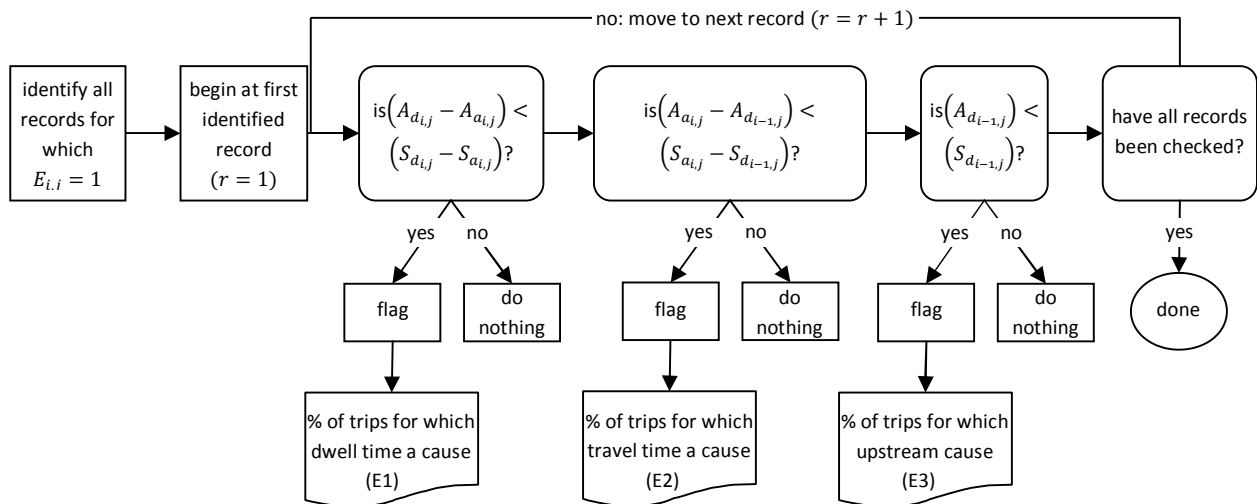 no: move to next record (r = r + 1)
identify all
records for
which
E_{i,j} = 1
begin at first
identified
record
(r = 1)
is(A_{d_{i,j}} − A_{a_{i,j}}) <
(S_{d_{i,j}} − S_{a_{i,j}})?
is(A_{a_{i,j}} − A_{d_{i−1,j}}) <
(S_{a_{i,j}} − S_{d_{i−1,j}})?
is(A_{d_{i−1,j}}) <
(S_{d_{i−1,j}})?
have all records
been checked?
yes
no
yes
no
yes
no
yes
flag
do
nothing
flag
do
nothing
flag
do
nothing
done
% of trips for which
dwell time a cause
(E1)
% of trips for which
travel time a cause
(E2)
% of trips for which
upstream cause
(E3)